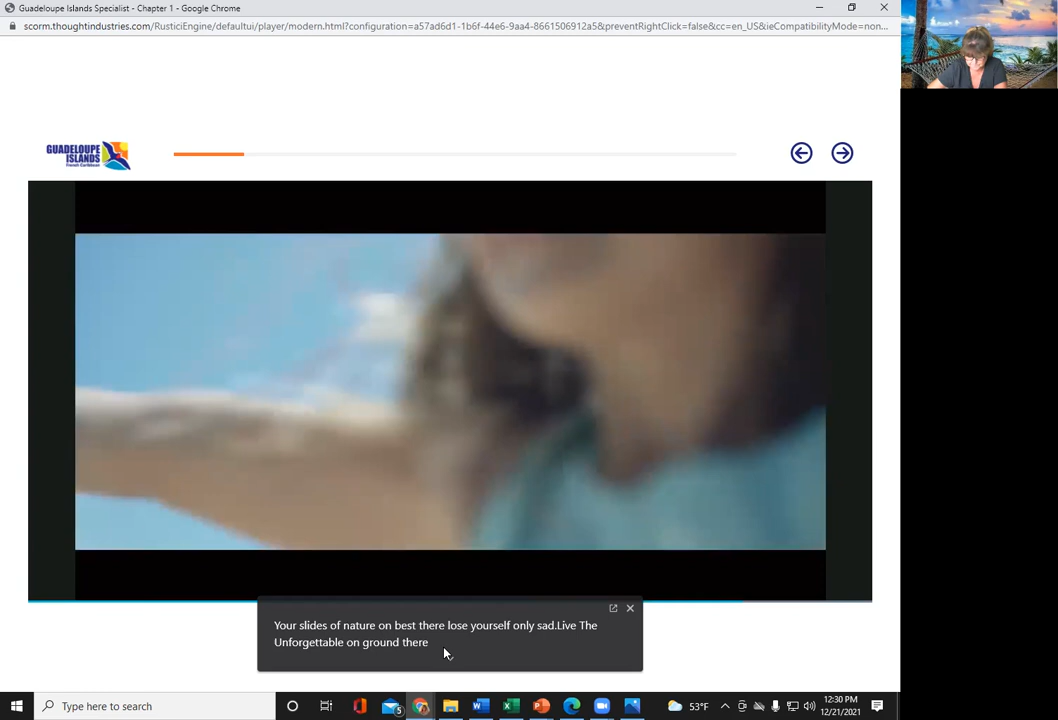 Guadeloupe Islands Specialist - Chapter 1 - Google Chrome
scorm.thoughtindustries.com/RusticiEngine/defaultui/player/modern.html?configuration=a57ad6d1-1b6f-44e6-9aa4-8661506912a5&preventRightClick=false&cc=en_US&ieCompatibilityMode=non...
GUADELOUPE
ISLANDS
French Caribbean
Your slides of nature on best there lose yourself only sad.Live The
Unforgettable on ground there
Type here to search
5
53°F
12:30 PM
12/21/2021